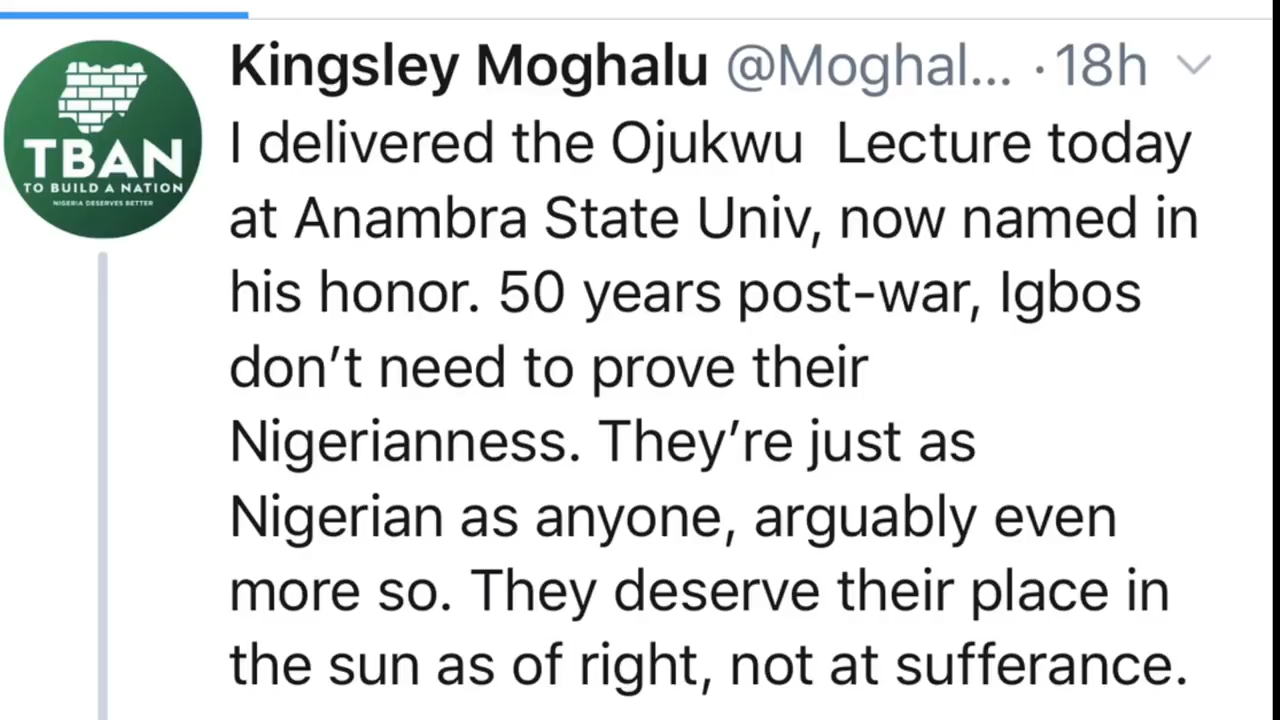 Kingsley Moghalu @Moghal... · 18h
TBAN
TO BUILD A NATION
NIGERIA DESERVES BETTER
I delivered the Ojukwu  Lecture today
at Anambra State Univ, now named in
his honor. 50 years post-war, Igbos
don’t need to prove their
Nigerianness. They’re just as
Nigerian as anyone, arguably even
more so. They deserve their place in
the sun as of right, not at sufferance.